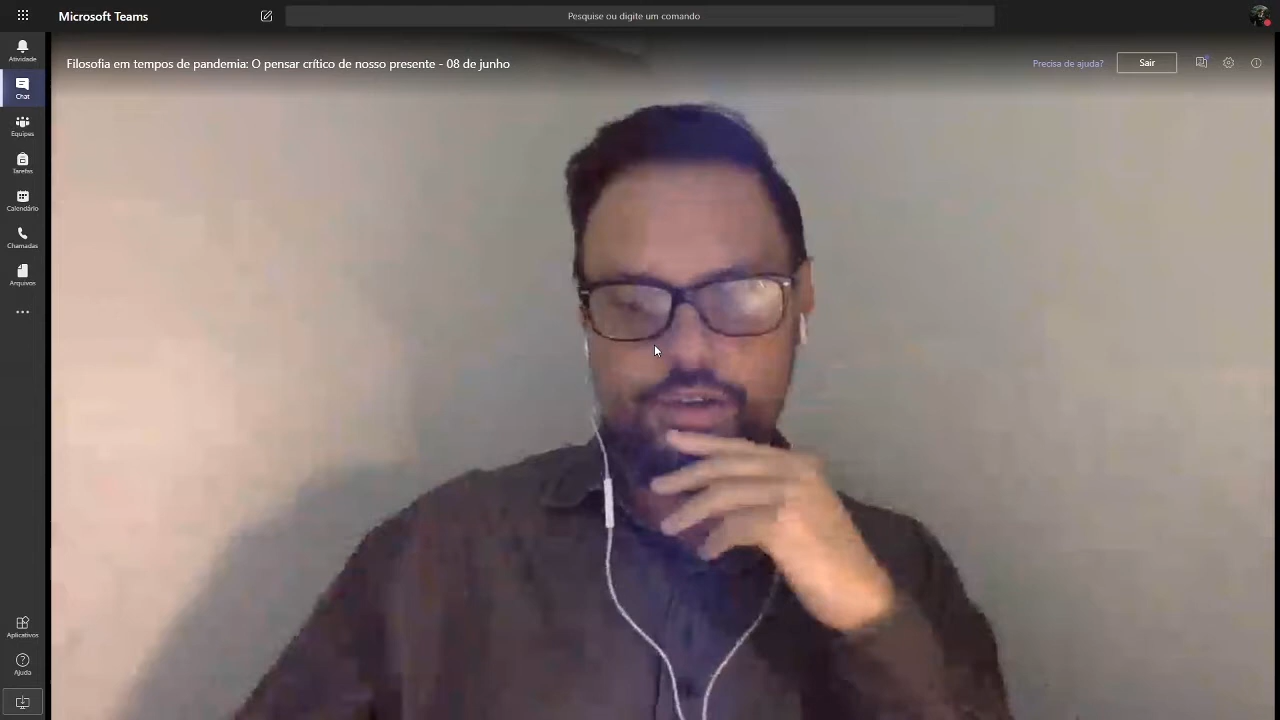 Microsoft Teams
Pesquise ou digite um comando
Filosofia em tempos de pandemia: O pensar crítico de nosso presente - 08 de junho
Precisa de ajuda?
Sair
Atividade
Chat
Equipes
Tarefas
Calendário
Chamadas
Arquivos
Aplicativos
Ajuda